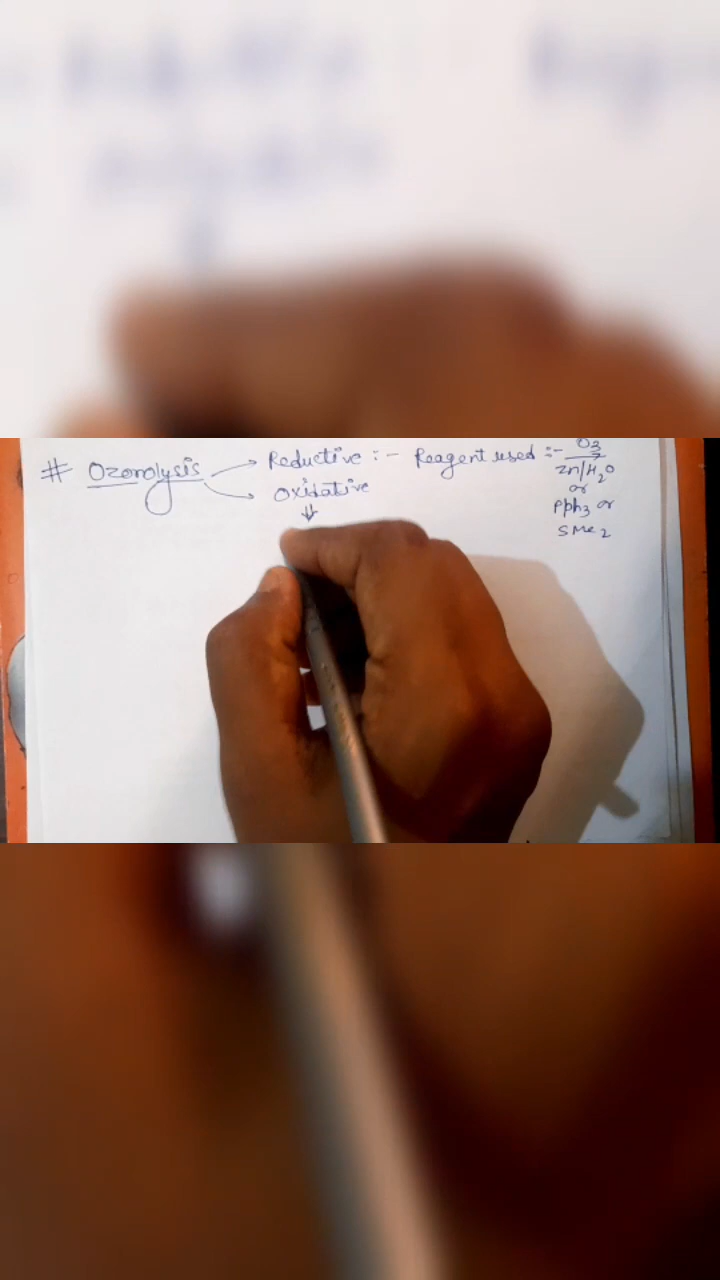 # Ozonolysis → Reductive :- Reagent used :- O3
Zn/H2O
→ Oxidative
or
↓
Pph3 or
SMe2